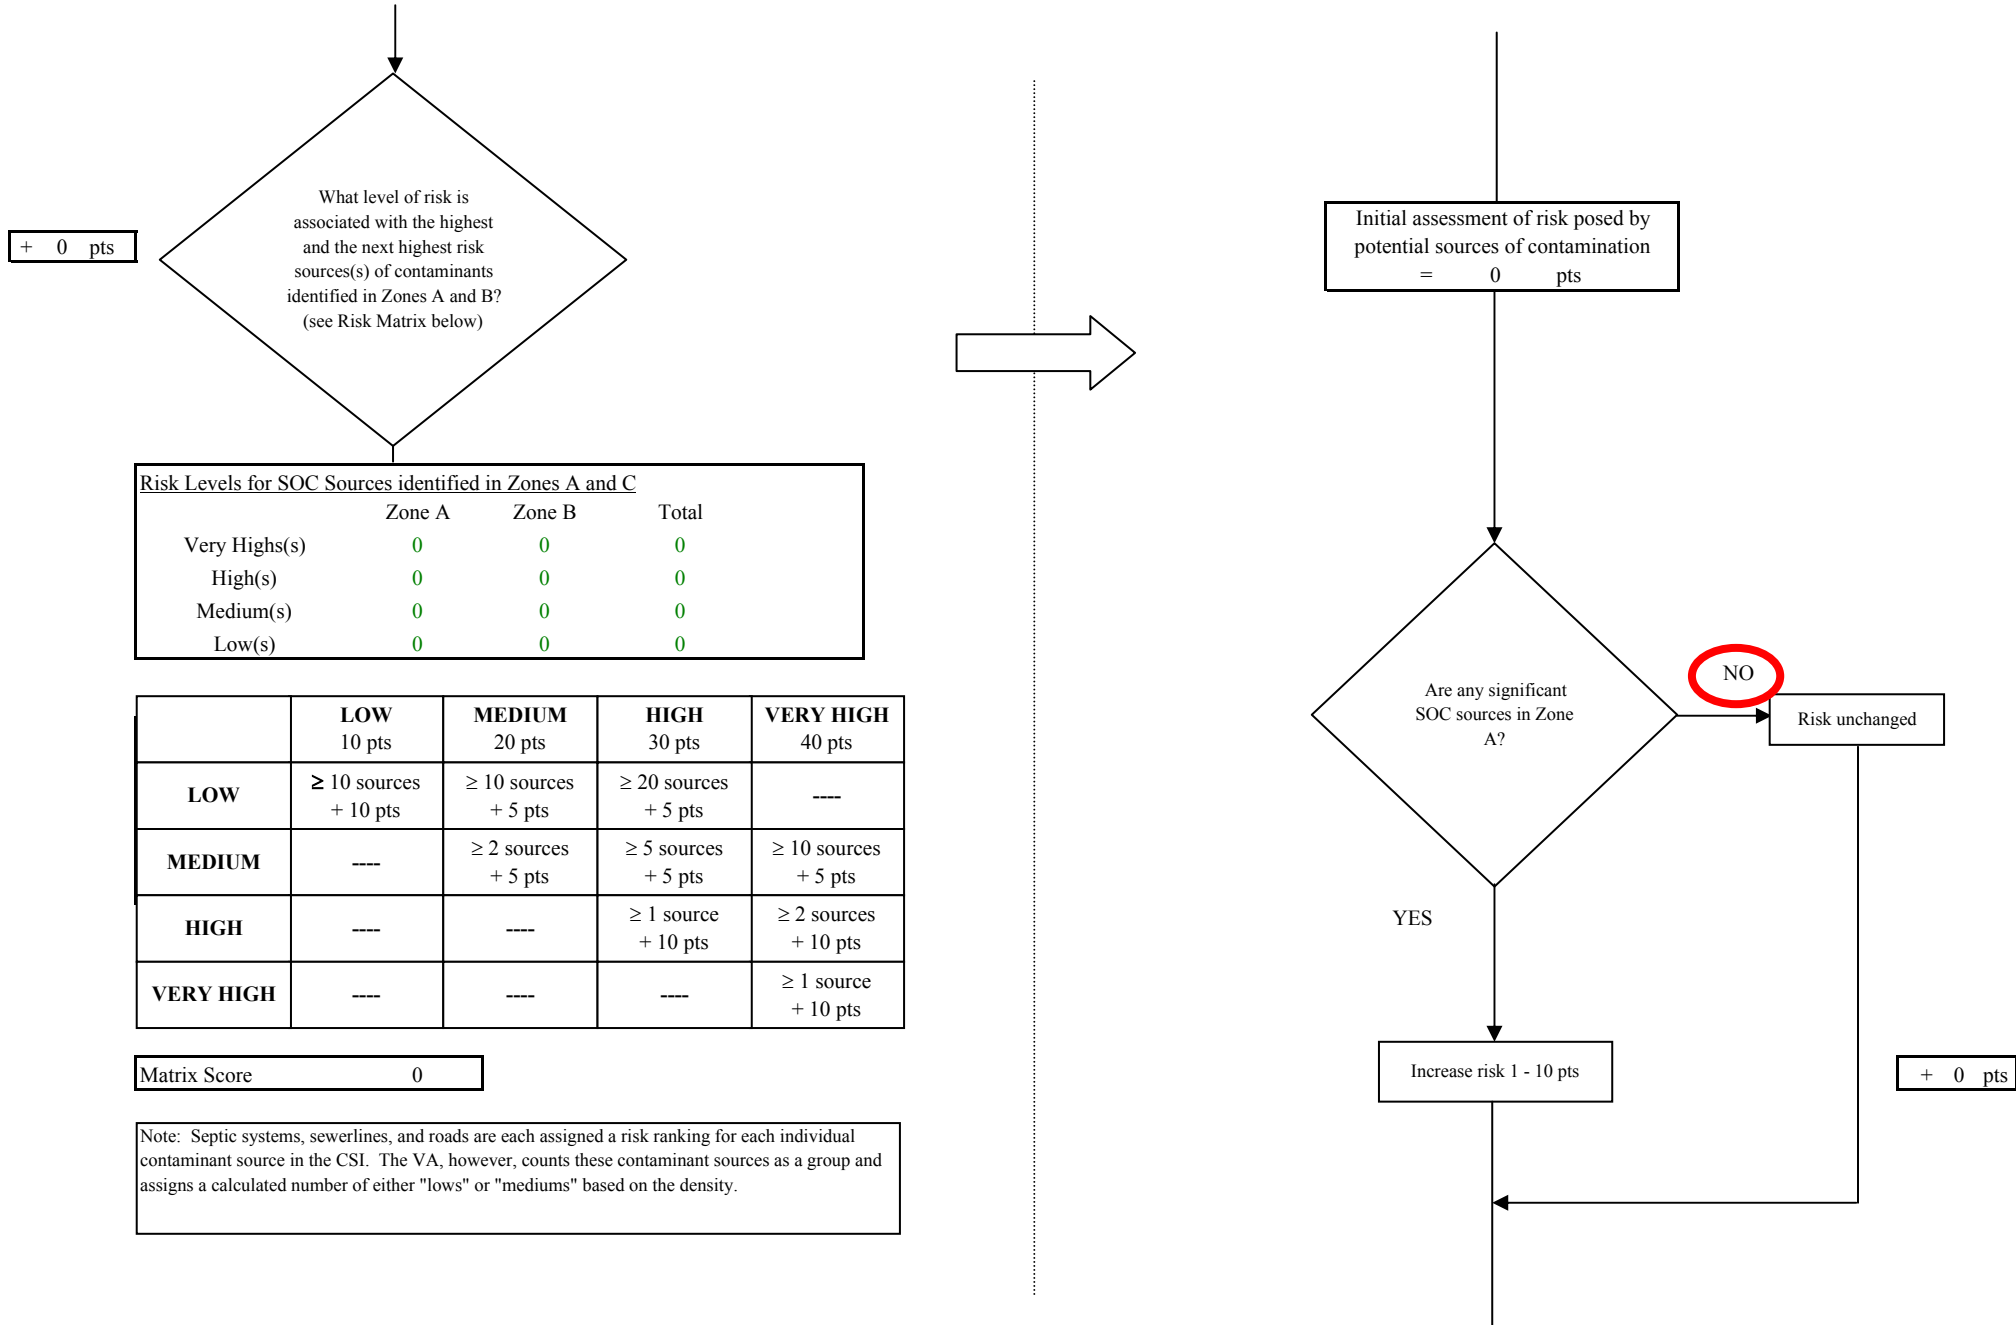 What level of risk is
associated with the highest
and the next highest risk
sources(s) of contaminants
identified in Zones A and B?
(see Risk Matrix below)
+ 0 pts
Risk Levels for SOC Sources identified in Zones A and C
Zone A Zone B Total
Very Highs(s) 0 0 0
High(s) 0 0 0
Medium(s) 0 0 0
Low(s) 0 0 0
LOW MEDIUM HIGH VERY HIGH
10 pts 20 pts 30 pts 40 pts
LOW ≥ 10 sources ≥ 10 sources ≥ 20 sources ----
+ 10 pts + 5 pts + 5 pts
MEDIUM ---- ≥ 2 sources ≥ 5 sources ≥ 10 sources
+ 5 pts + 5 pts + 5 pts
HIGH ---- ---- ≥ 1 source ≥ 2 sources
+ 10 pts + 10 pts
VERY HIGH ---- ---- ---- ≥ 1 source
+ 10 pts
Matrix Score 0
Note: Septic systems, sewerlines, and roads are each assigned a risk ranking for each individual
contaminant source in the CSI. The VA, however, counts these contaminant sources as a group and
assigns a calculated number of either "lows" or "mediums" based on the density.
Initial assessment of risk posed by
potential sources of contamination
= 0 pts
Are any significant
SOC sources in Zone
A?
NO
Risk unchanged
YES
Increase risk 1 - 10 pts
+ 0 pts